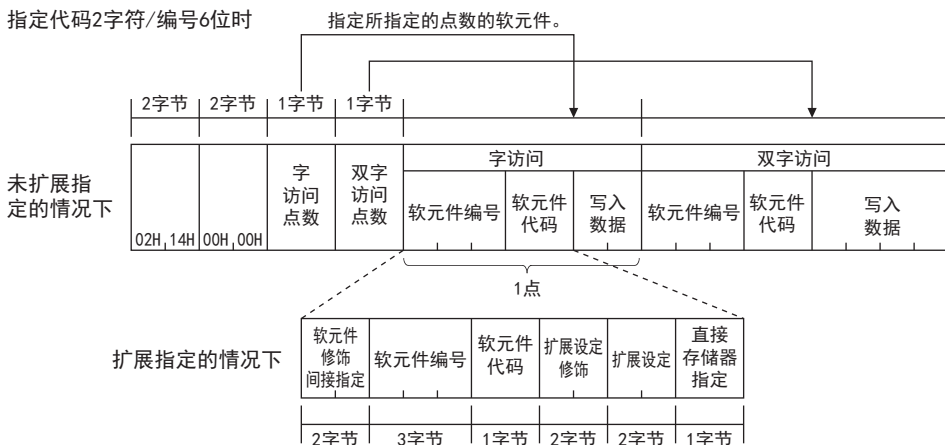 指定代码2字符/编号6位时
指定所指定的点数的软元件。
2字节 2字节 1字节 1字节
未扩展指
定的情况下
02H 14H 00H 00H
字
访问
点数
双字
访问
点数
字访问
软元件编号
软元件
代码
写入
数据
双字访问
软元件编号
软元件
代码
写入
数据
1点
扩展指定的情况下
软元件
修饰
间接指定
软元件编号
软元件
代码
扩展设定
修饰
扩展设定
直接
存储器
指定
2字节 3字节 1字节 2字节 2字节 1字节